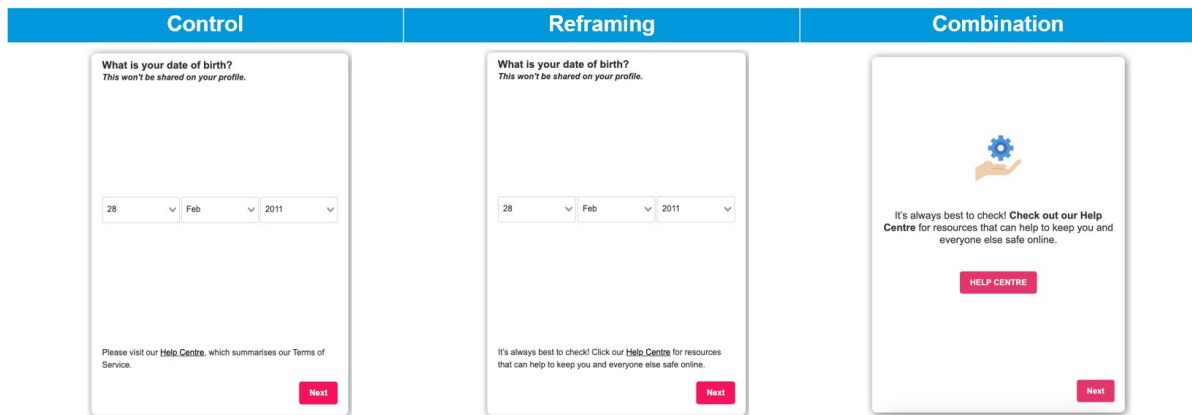 Control
Reframing
Combination
What is your date of birth?
This won't be shared on your profile.
28
Feb
2011
Please visit our Help Centre, which summarises our Terms of
Service.
Next
What is your date of birth?
This won't be shared on your profile.
28
Feb
2011
It's always best to check! Click our Help Centre for resources
that can help to keep you and everyone else safe online.
Next
It's always best to check! Check out our Help
Centre for resources that can help to keep you and
everyone else safe online.
HELP CENTRE
Next